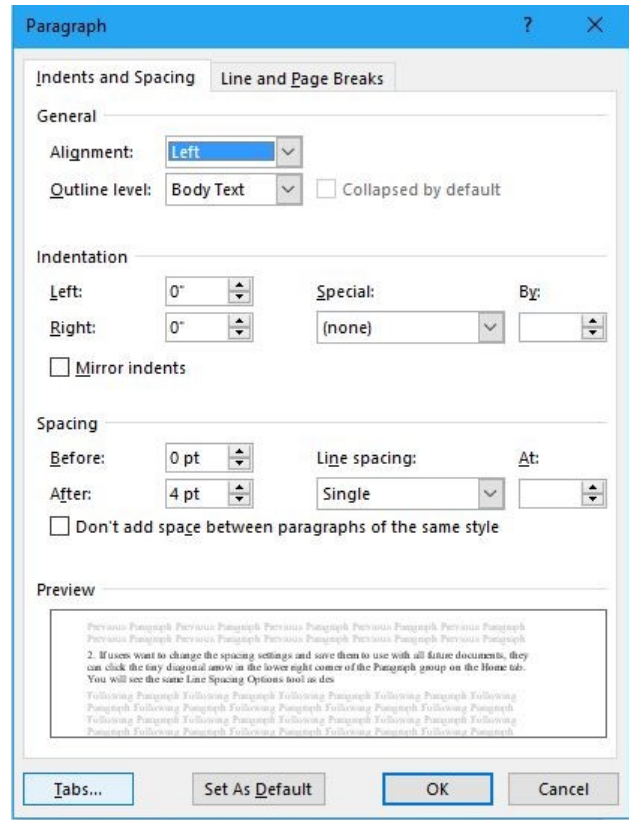 Paragraph ? ×
Indents and Spacing Line and Page Breaks
General
Alignment: Left
Outline level: Body Text Collapsed by default
Indentation
Left: 0" Special: By:
Right: 0" (none)
Mirror indents
Spacing
Before: 0 pt Line spacing: At:
After: 4 pt Single
Don't add space between paragraphs of the same style
Preview
Previous Paragraph Previous Paragraph Previous Paragraph Previous Paragraph Previous Paragraph
Previous Paragraph Previous Paragraph Previous Paragraph Previous Paragraph Previous Paragraph
2. If users want to change the spacing settings and save them to use with all future documents, they
can click the tiny diagonal arrow in the lower right corner of the Paragraph group on the Home tab.
You will see the same Line Spacing Options tool as des
Following Paragraph Following Paragraph Following Paragraph Following Paragraph Following
Paragraph Following Paragraph Following Paragraph Following Paragraph Following Paragraph
Following Paragraph Following Paragraph Following Paragraph Following Paragraph Following
Paragraph Following Paragraph Following Paragraph Following Paragraph Following Paragraph
Tabs... Set As Default OK Cancel